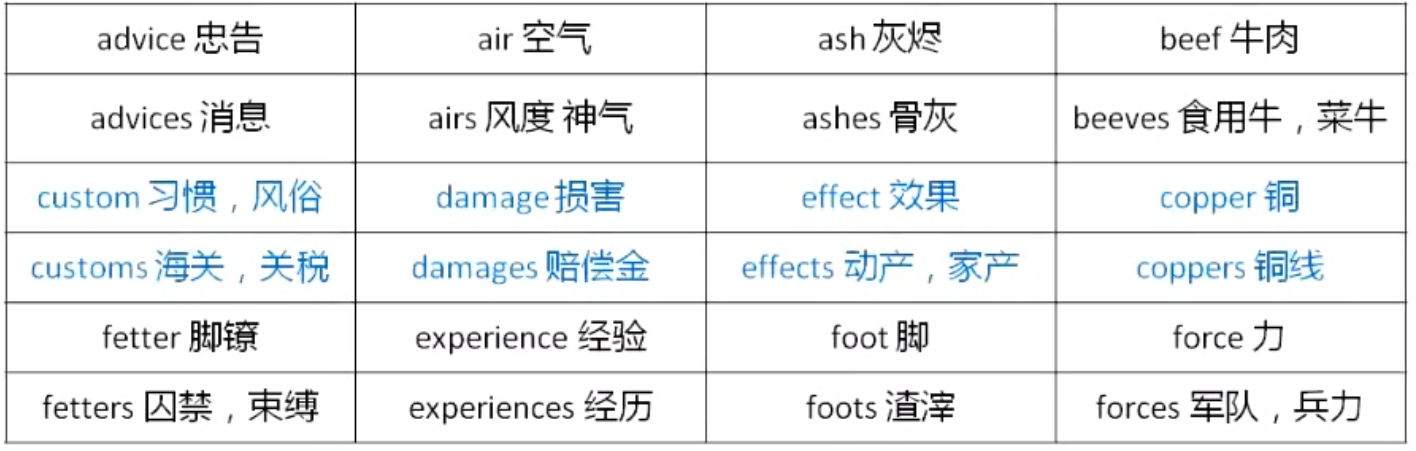 advice 忠告 air 空气 ash 灰烬 beef 牛肉
advices 消息 airs 风度 神气 ashes 骨灰 beeves 食用牛，菜牛
custom 习惯，风俗 damage 损害 effect 效果 copper 铜
customs 海关，关税 damages 赔偿金 effects 动产，家产 coppers 铜线
fetter 脚镣 experience 经验 foot 脚 force 力
fetters 囚禁，束缚 experiences 经历 foots 渣滓 forces 军队，兵力